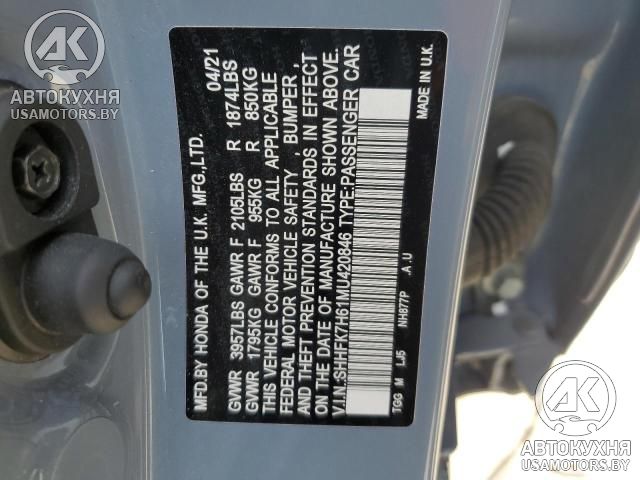 MFD.BY HONDA OF THE U.K. MFG.,LTD. 04/21
GVWR 3957LBS GAWR F 2105LBS R 1874LBS
GVWR 1795KG GAWR F 955KG R 850KG
THIS VEHICLE CONFORMS TO ALL APPLICABLE
FEDERAL MOTOR VEHICLE SAFETY, BUMPER,
AND THEFT PREVENTION STANDARDS IN EFFECT
ON THE DATE OF MANUFACTURE SHOWN ABOVE.
V.I.N.:SHHFK7H61MU420846 TYPE:PASSENGER CAR
TGG M LJ5 NH877P .A.U MADE IN U.K.
АК
АВТОКУХНЯ
USAMOTORS.BY
АК
АВТОКУХНЯ
USAMOTORS.BY